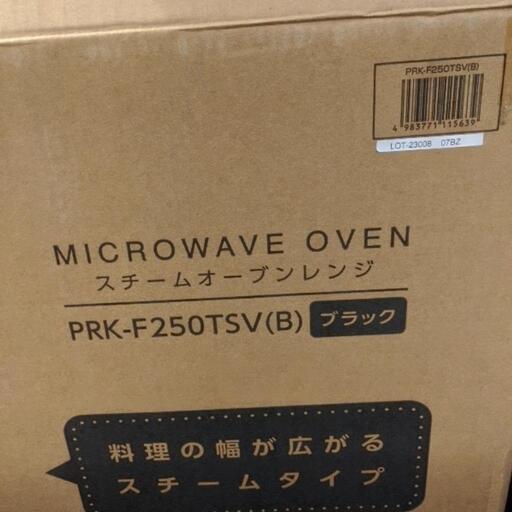 PRK-F250TSV(B)
4 983771 115639
LOT-23008 07BZ
MICROWAVE OVEN
スチームオーブンレンジ
PRK-F250TSV(B) ブラック
料理の幅が広がる
スチームタイプ